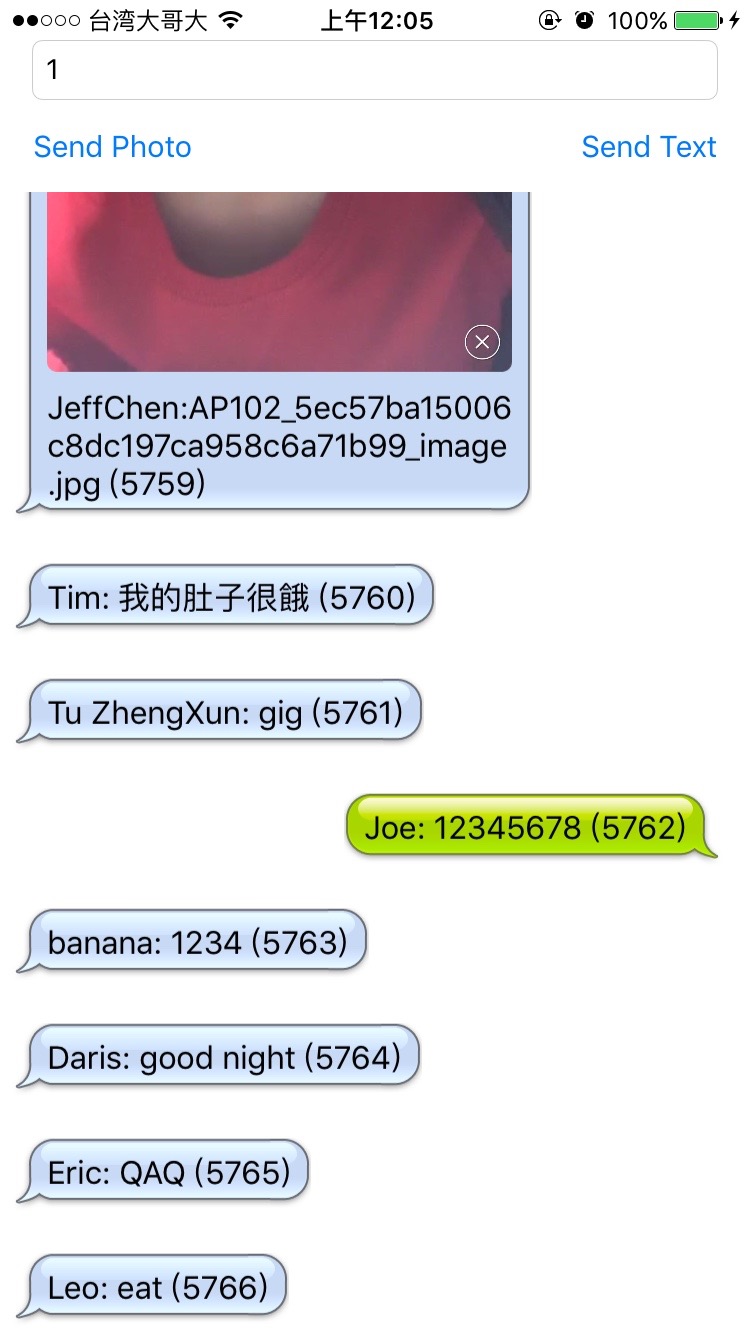 台湾大哥大 上午12:05 100%
1
Send Photo Send Text
JeffChen:AP102_5ec57ba15006
c8dc197ca958c6a71b99_image
.jpg (5759)
Tim: 我的肚子很餓 (5760)
Tu ZhengXun: gig (5761)
Joe: 12345678 (5762)
banana: 1234 (5763)
Daris: good night (5764)
Eric: QAQ (5765)
Leo: eat (5766)